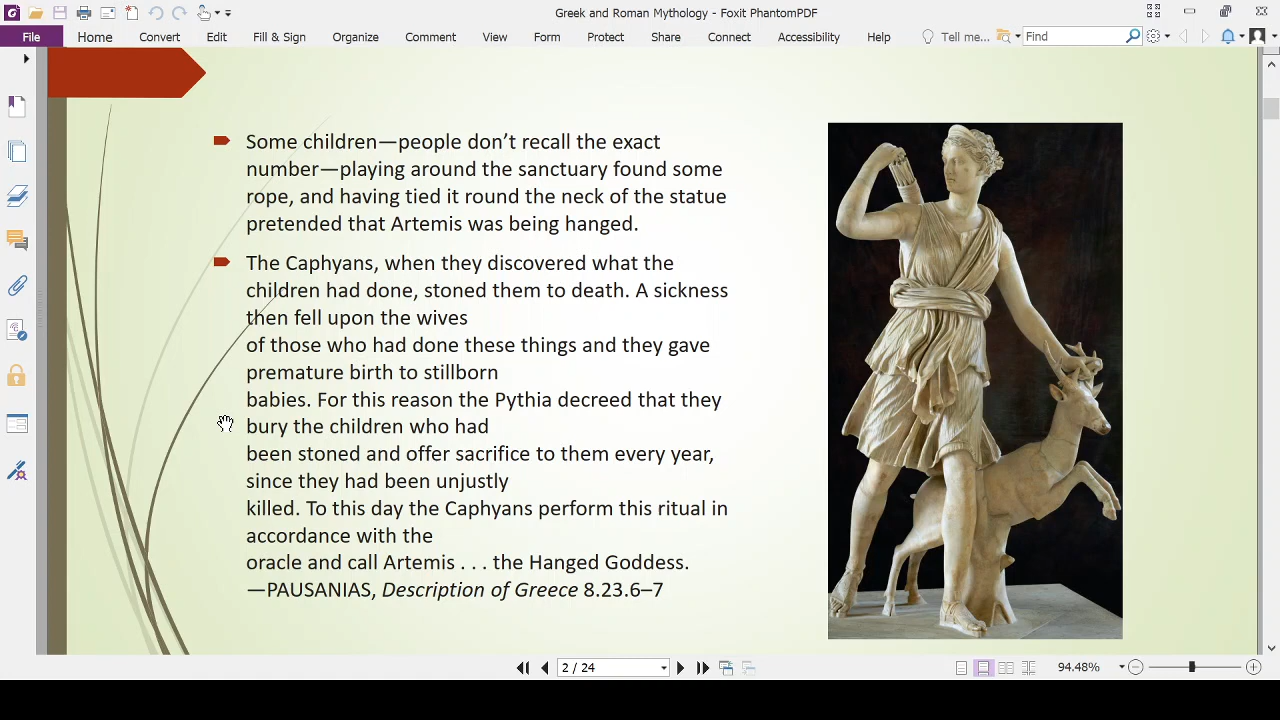 Greek and Roman Mythology - Foxit PhantomPDF
File Home Convert Edit Fill & Sign Organize Comment View Form Protect Share Connect Accessibility Help Tell me... Find
Some children—people don’t recall the exact
number—playing around the sanctuary found some
rope, and having tied it round the neck of the statue
pretended that Artemis was being hanged.
The Caphyans, when they discovered what the
children had done, stoned them to death. A sickness
then fell upon the wives
of those who had done these things and they gave
premature birth to stillborn
babies. For this reason the Pythia decreed that they
bury the children who had
been stoned and offer sacrifice to them every year,
since they had been unjustly
killed. To this day the Caphyans perform this ritual in
accordance with the
oracle and call Artemis . . . the Hanged Goddess.
—PAUSANIAS, Description of Greece 8.23.6–7
2 / 24
94.48%